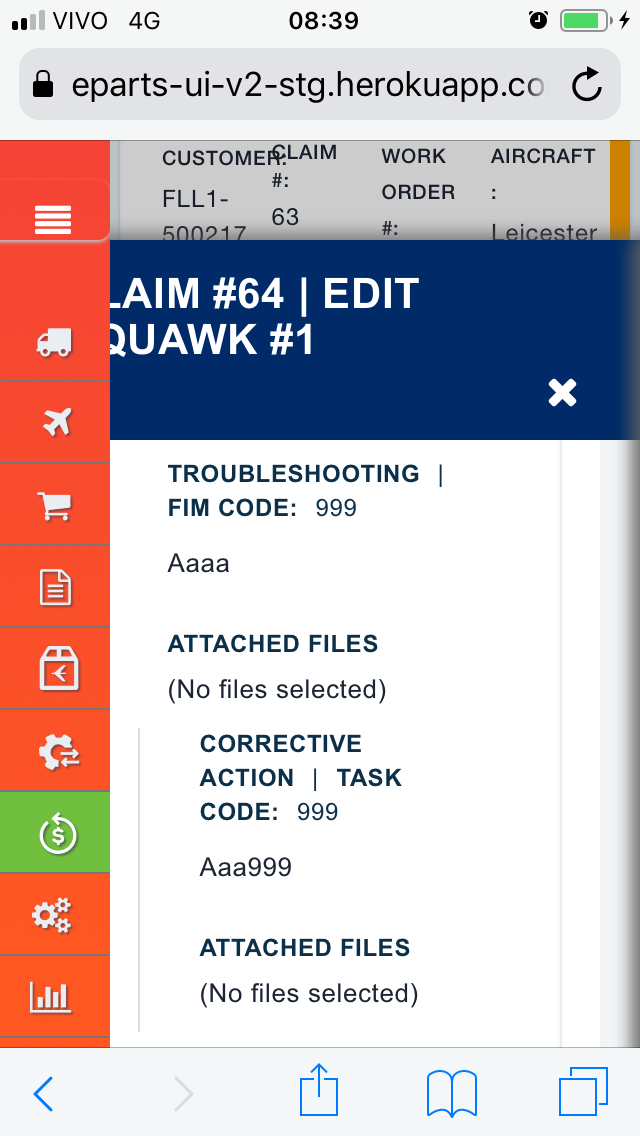 VIVO 4G 08:39
eparts-ui-v2-stg.herokuapp.co
CUSTOMER:
FLL1-
500217
CLAIM
#:
63
WORK
ORDER
#:
AIRCRAFT
:
Leicester
LAIM #64 | EDIT
QUAWK #1
TROUBLESHOOTING |
FIM CODE: 999
Aaaa
ATTACHED FILES
(No files selected)
CORRECTIVE
ACTION | TASK
CODE: 999
Aaa999
ATTACHED FILES
(No files selected)